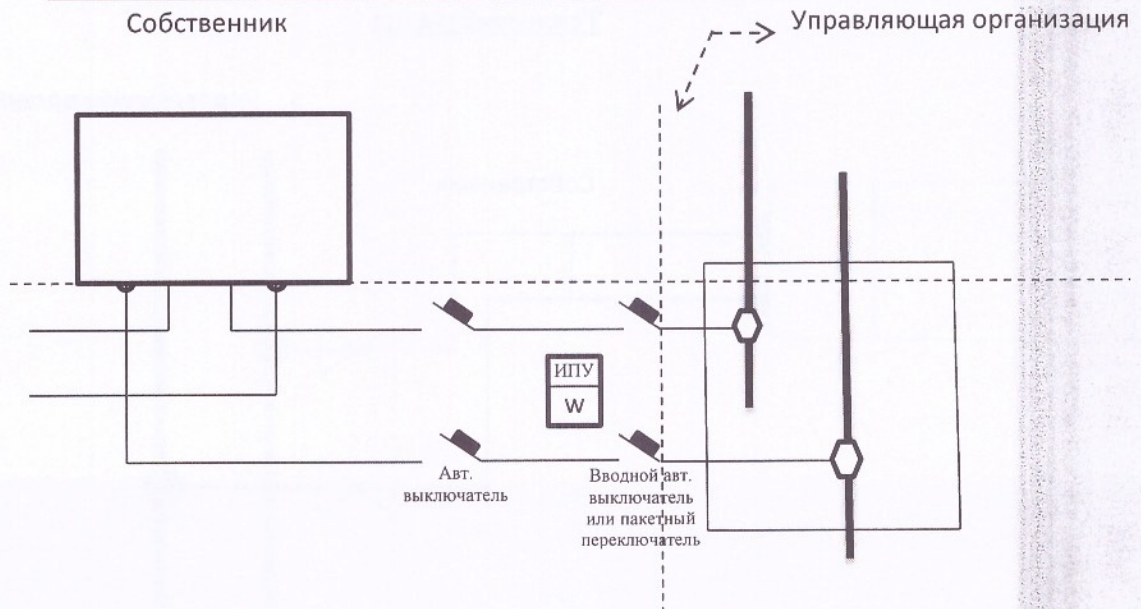 Собственник
Управляющая организация
ИПУ
W
Авт.
выключатель
Вводной авт.
выключатель
или пакетный
переключатель